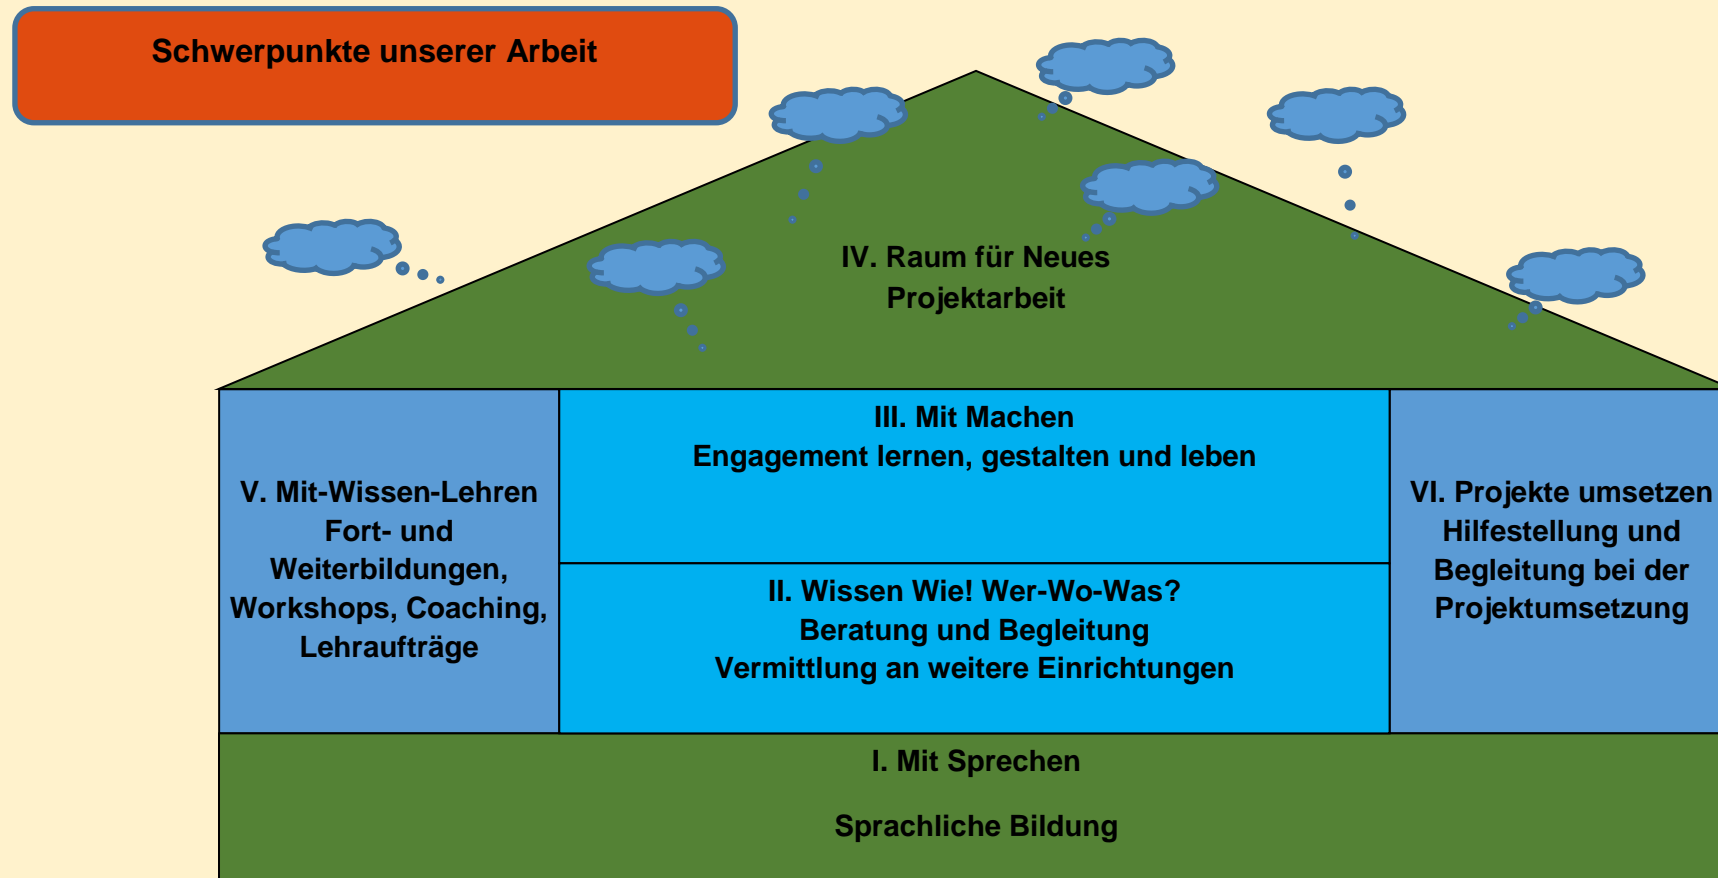 Schwerpunkte unserer Arbeit
IV. Raum für Neues
Projektarbeit
III. Mit Machen
Engagement lernen, gestalten und leben
V. Mit-Wissen-Lehren
Fort- und
Weiterbildungen,
Workshops, Coaching,
Lehraufträge
II. Wissen Wie! Wer-Wo-Was?
Beratung und Begleitung
Vermittlung an weitere Einrichtungen
VI. Projekte umsetzen
Hilfestellung und
Begleitung bei der
Projektumsetzung
I. Mit Sprechen
Sprachliche Bildung